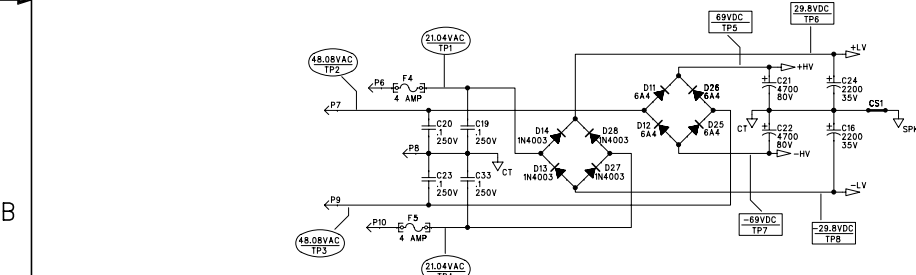 69VDC
TP5
29.8VDC
TP6
21.04VAC
TP1
48.08VAC
TP2
+LV
P6
F4
4 AMP
+HV
P7
D11
6A4
D26
6A4
C21
4700
80V
C24
2200
35V
CS1
C20
.1
250V
C19
.1
250V
D14
1N4003
D28
1N4003
D12
6A4
D25
6A4
CT
C22
4700
80V
C16
2200
35V
SPK
P8
CT
-HV
C23
.1
250V
C33
.1
250V
D13
1N4003
D27
1N4003
B
P9
-LV
P10
F5
4 AMP
-69VDC
TP7
-29.8VDC
TP8
48.08VAC
TP3
21.04VAC